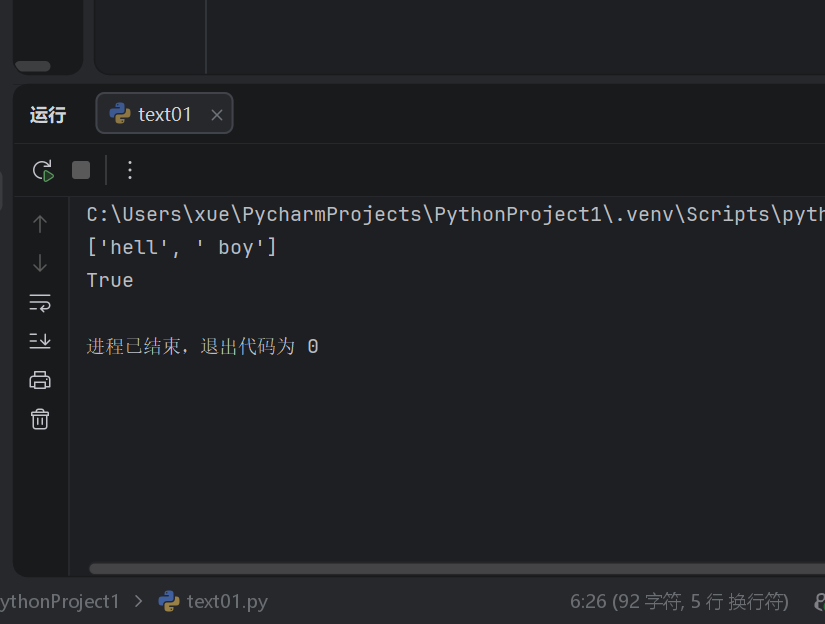 运行 text01
C:\Users\xue\PycharmProjects\PythonProject1\.venv\Scripts\pyth
['hell', ' boy']
True
进程已结束，退出代码为 0
ythonProject1 > text01.py 6:26 (92 字符, 5 行 换行符)